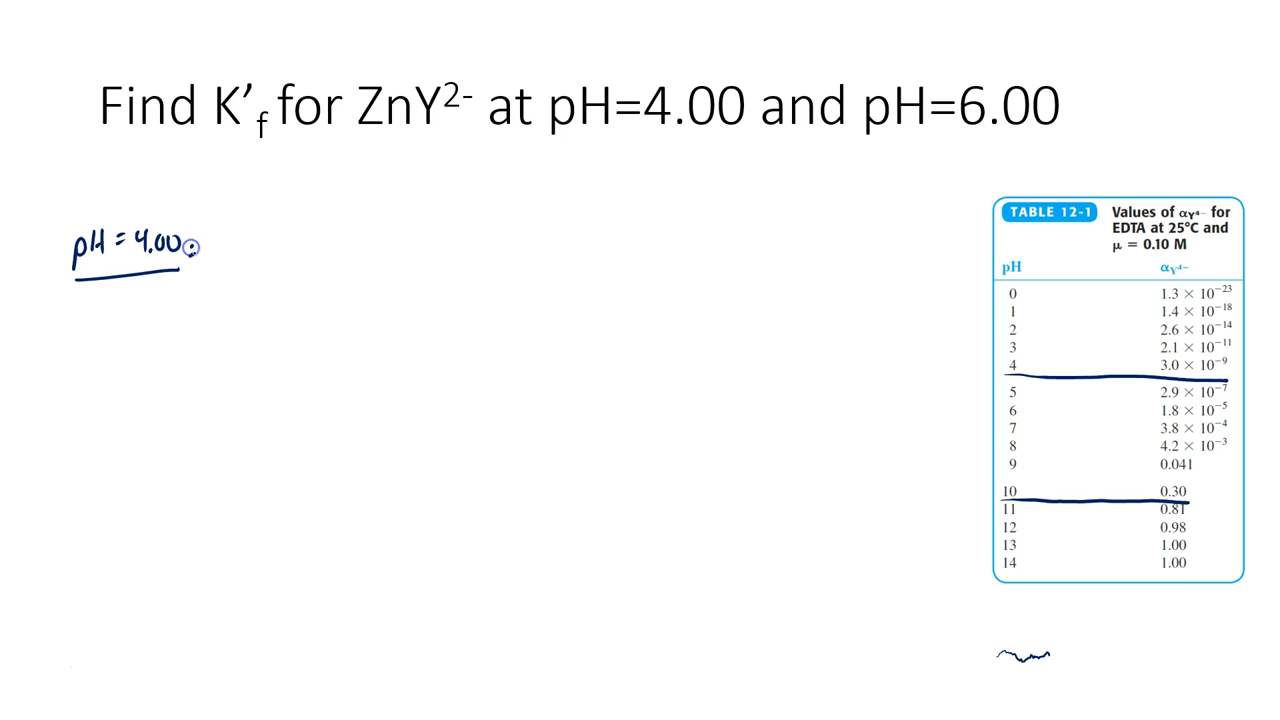 Find K’f for ZnY2- at pH=4.00 and pH=6.00
pH = 4.00
TABLE 12-1 Values of αY4– for
EDTA at 25°C and
μ = 0.10 M
pH αY4–
0 1.3 × 10−23
1 1.4 × 10−18
2 2.6 × 10−14
3 2.1 × 10−11
4 3.0 × 10−9
5 2.9 × 10−7
6 1.8 × 10−5
7 3.8 × 10−4
8 4.2 × 10−3
9 0.041
10 0.30
11 0.81
12 0.98
13 1.00
14 1.00